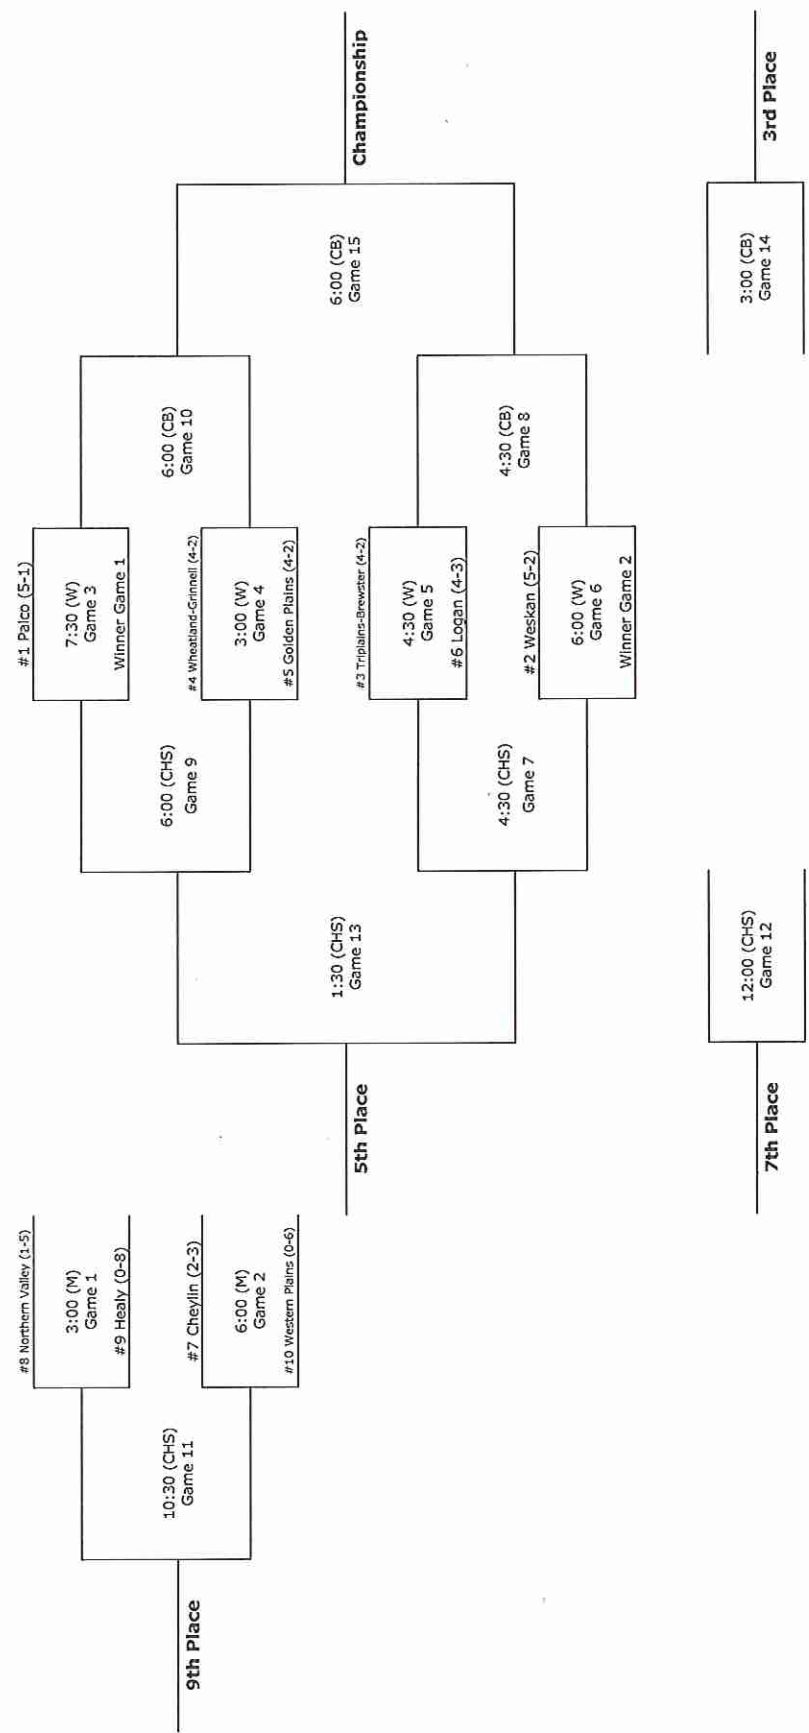 #8 Northern Valley (1-5)
3:00 (M)
Game 1
#9 Healy (0-8)
10:30 (CHS)
Game 11
9th Place
#7 Cheylin (2-3)
6:00 (M)
Game 2
#10 Western Plains (0-6)
#1 Palco (5-1)
7:30 (W)
Game 3
Winner Game 1
6:00 (CHS)
Game 9
6:00 (CB)
Game 10
#4 Wheatland-Grinnell (4-2)
3:00 (W)
Game 4
#5 Golden Plains (4-2)
5th Place
1:30 (CHS)
Game 13
6:00 (CB)
Game 15
Championship
#3 Triplains-Brewster (4-2)
4:30 (W)
Game 5
#6 Logan (4-3)
4:30 (CHS)
Game 7
4:30 (CB)
Game 8
#2 Weskan (5-2)
6:00 (W)
Game 6
Winner Game 2
7th Place
12:00 (CHS)
Game 12
3:00 (CB)
Game 14
3rd Place